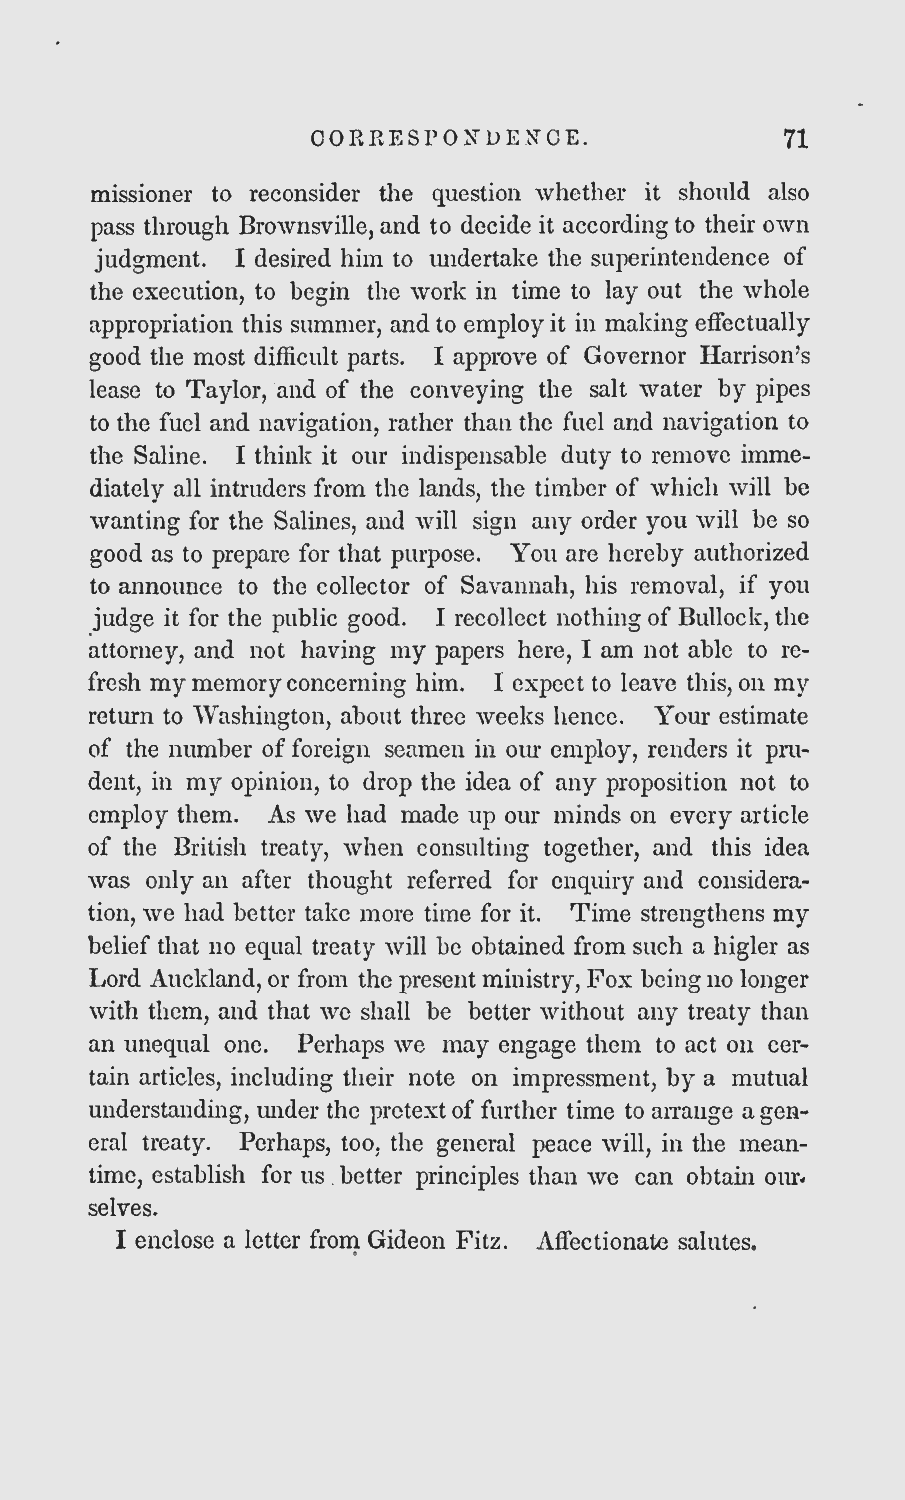 CORRESPONDENCE. 71
missioner to reconsider the question whether it should also
pass through Brownsville, and to decide it according to their own
judgment. I desired him to undertake the superintendence of
the execution, to begin the work in time to lay out the whole
appropriation this summer, and to employ it in making effectually
good the most difficult parts. I approve of Governor Harrison's
lease to Taylor, and of the conveying the salt water by pipes
to the fuel and navigation, rather than the fuel and navigation to
the Saline. I think it our indispensable duty to remove imme-
diately all intruders from the lands, the timber of which will be
wanting for the Salines, and will sign any order you will be so
good as to prepare for that purpose. You are hereby authorized
to announce to the collector of Savannah, his removal, if you
judge it for the public good. I recollect nothing of Bullock, the
attorney, and not having my papers here, I am not able to re-
fresh my memory concerning him. I expect to leave this, on my
return to Washington, about three weeks hence. Your estimate
of the number of foreign seamen in our employ, renders it pru-
dent, in my opinion, to drop the idea of any proposition not to
employ them. As we had made up our minds on every article
of the British treaty, when consulting together, and this idea
was only an after thought referred for enquiry and considera-
tion, we had better take more time for it. Time strengthens my
belief that no equal treaty will be obtained from such a higler as
Lord Auckland, or from the present ministry, Fox being no longer
with them, and that we shall be better without any treaty than
an unequal one. Perhaps we may engage them to act on cer-
tain articles, including their note on impressment, by a mutual
understanding, under the pretext of further time to arrange a gen-
eral treaty. Perhaps, too, the general peace will, in the mean-
time, establish for us better principles than we can obtain our-
selves.
I enclose a letter from Gideon Fitz. Affectionate salutes.